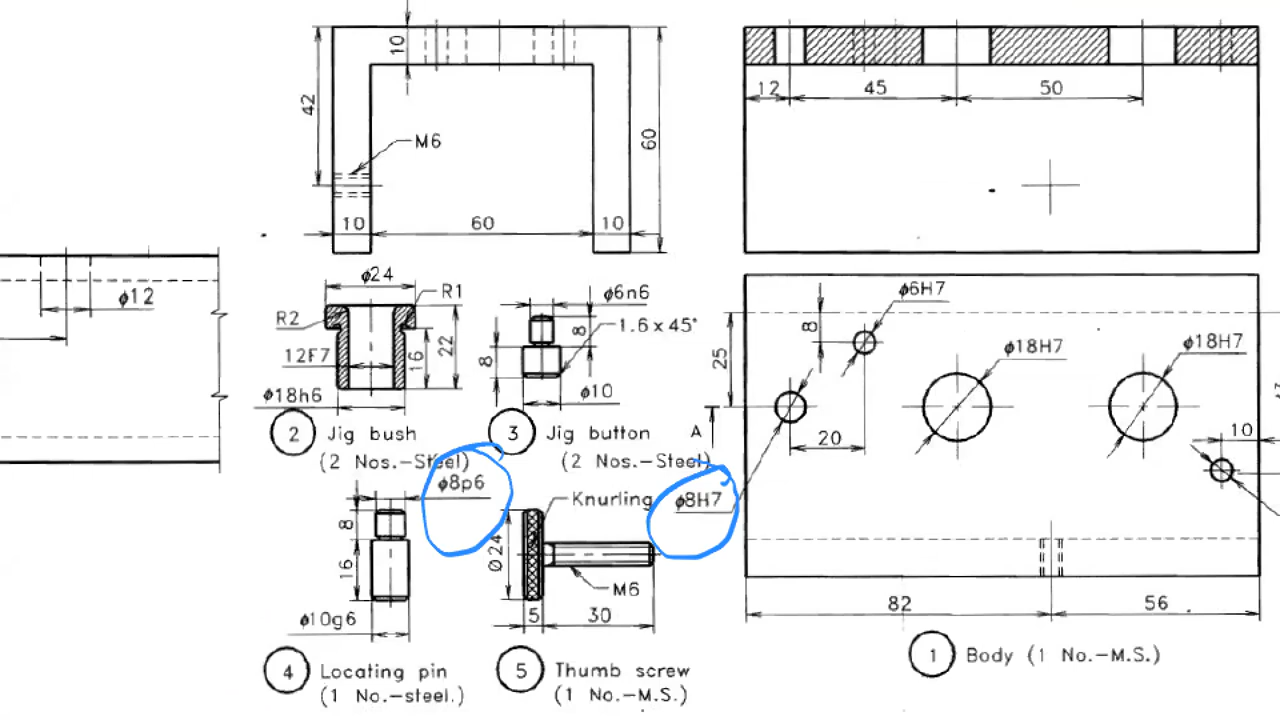 10
42
M6
60
10
60
10
12
45
50
ϕ12
ϕ24
R1
R2
12F7
16
22
ϕ18h6
2 Jig bush
(2 Nos.-Steel)
ϕ6n6
8
1.6x45°
8
ϕ10
3 Jig button
(2 Nos.-Steel)
ϕ8p6
8
16
ϕ10g6
4 Locating pin
(1 No.-steel.)
Knurling
Ø24
M6
5
30
5 Thumb screw
(1 No.-M.S.)
ϕ6H7
8
25
ϕ18H7
ϕ18H7
A
20
10
ϕ8H7
82
56
1 Body (1 No.-M.S.)